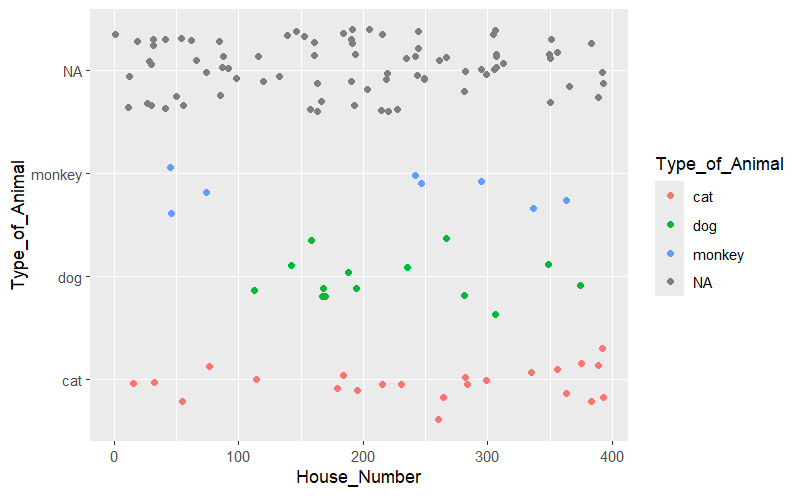 Type_of_Animal
NA
monkey
dog
cat
0 100 200 300 400
House_Number
Type_of_Animal
cat
dog
monkey
NA